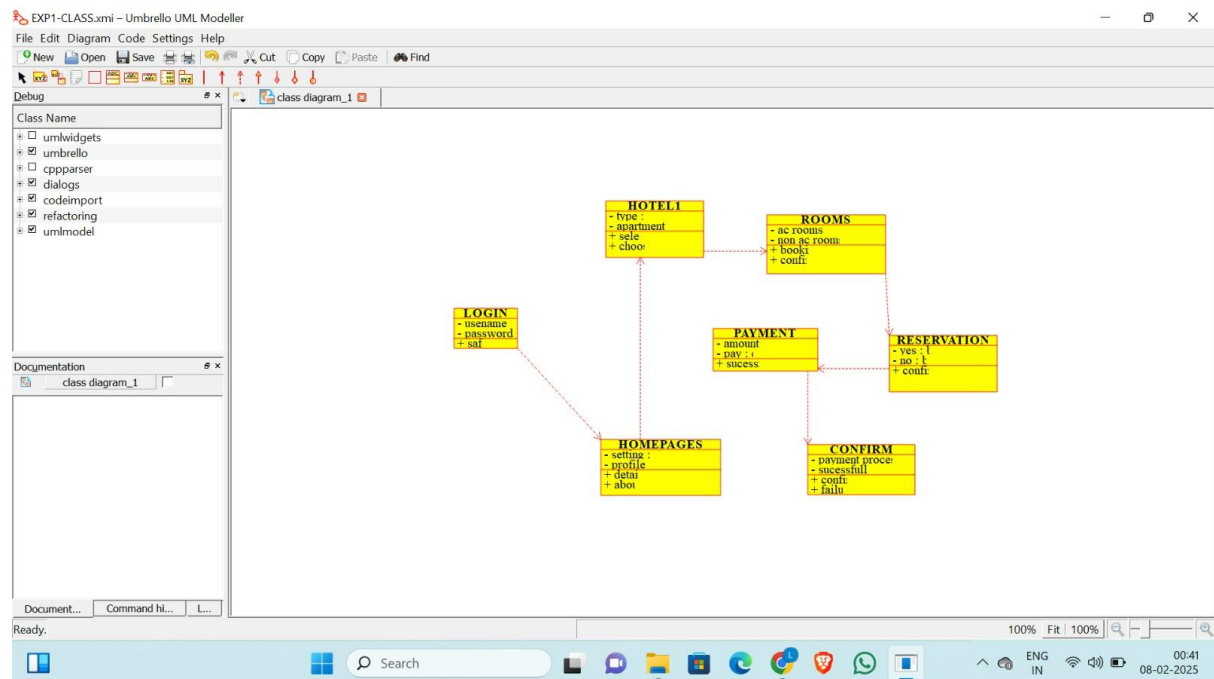 EXP1-CLASS.xmi – Umbrello UML Modeller
File Edit Diagram Code Settings Help
New Open Save Cut Copy Paste Find
Debug
class diagram_1
Class Name
umlwidgets
umbrello
cppparser
dialogs
codeimport
refactoring
umlmodel
HOTEL1
- type :
- apartment
+ sele
+ choo
ROOMS
- ac rooms
- non ac room
+ booki
+ confi
LOGIN
- usename
- password
+ saf
PAYMENT
- amount
- pay :
+ sucess
RESERVATION
- yes :
- no :
+ confi
HOMEPAGES
- setting :
- profile
+ detai
+ abou
CONFIRM
- payment proce
- sucessfull
+ confi
+ failu
Documentation
class diagram_1
Document... Command hi... L...
Ready.
100% Fit 100%
Search
ENG
IN
00:41
08-02-2025